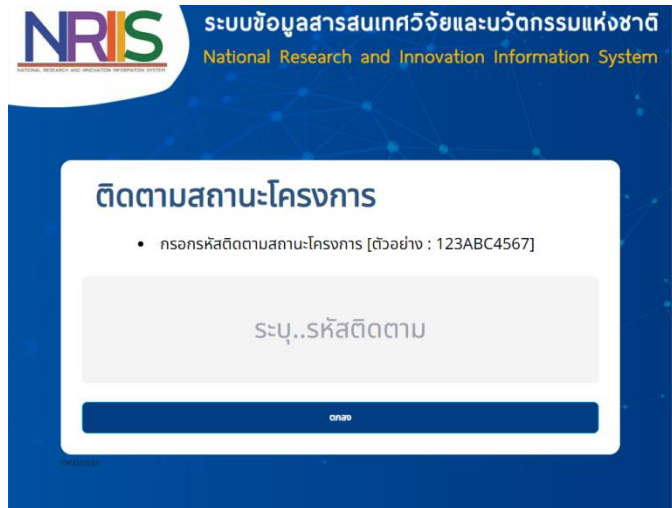 NRIIS
NATIONAL RESEARCH AND INNOVATION INFORMATION SYSTEM
ระบบข้อมูลสารสนเทศวิจัยและนวัตกรรมแห่งชาติ
National Research and Innovation Information System
ติดตามสถานะโครงการ
• กรอกรหัสติดตามสถานะโครงการ [ตัวอย่าง : 123ABC4567]
ระบุ..รหัสติดตาม
ตกลง